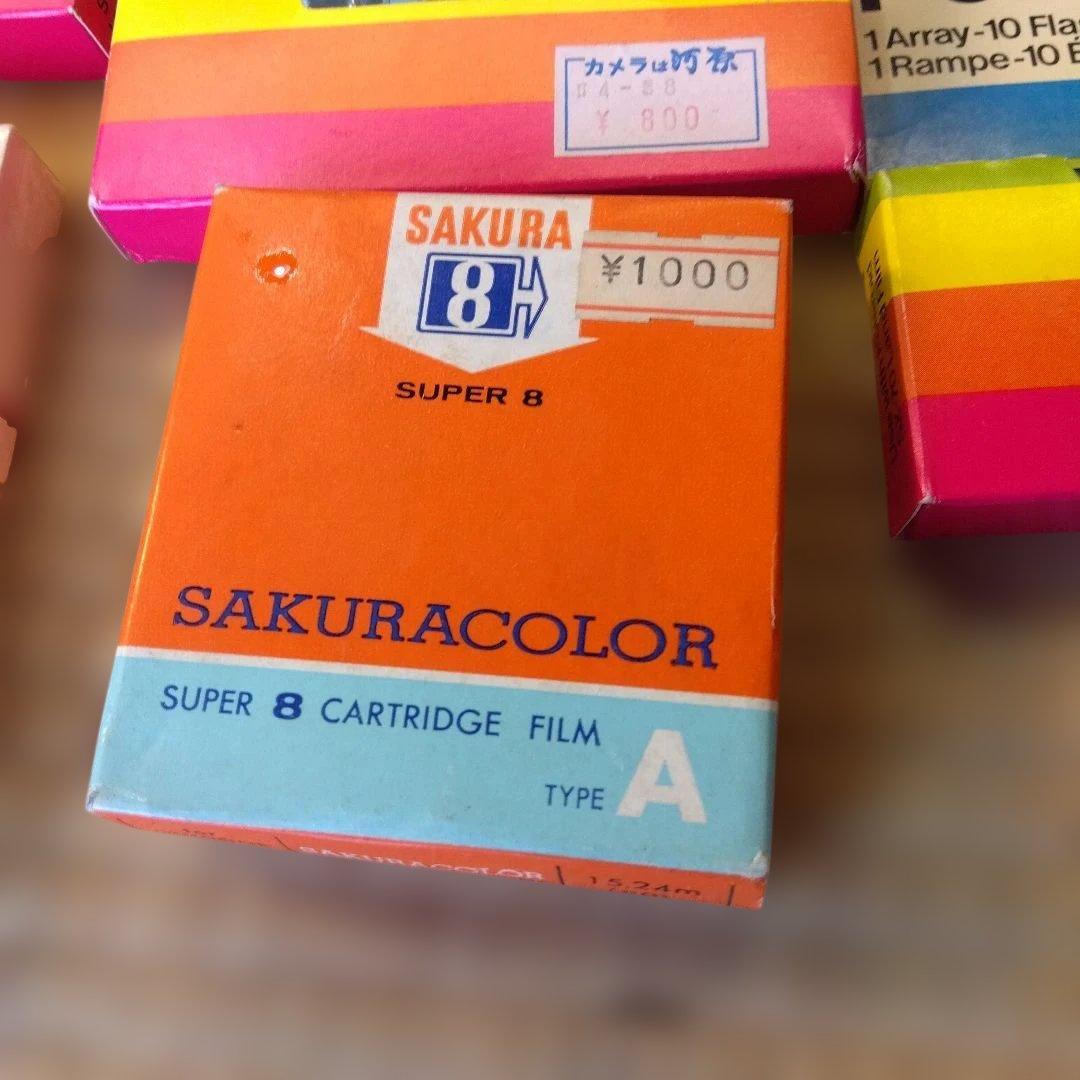 1 Array-10 Fla
1 Rampe-10 E
カメラは河原
¥ 800
SAKURA
8
¥1000
SUPER 8
SAKURACOLOR
SUPER 8 CARTRIDGE FILM
TYPE A
SAKURACOLOR
15.24m